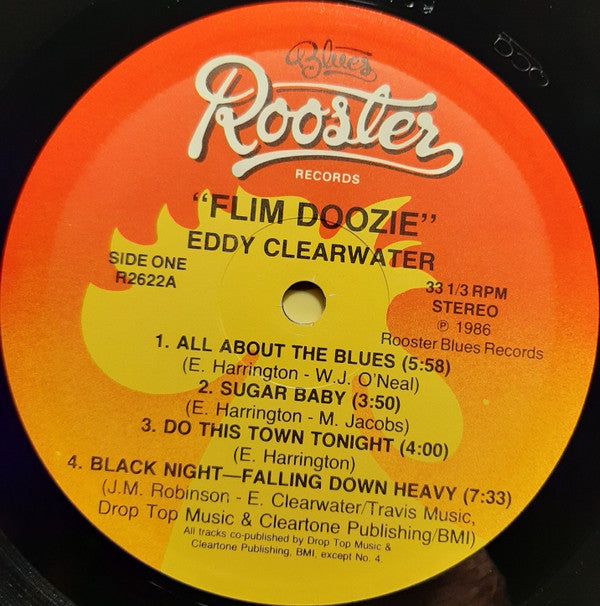 Blues
Rooster
RECORDS
"FLIM DOOZIE"
EDDY CLEARWATER
SIDE ONE
R2622A
33 1/3 RPM
STEREO
℗ 1986
Rooster Blues Records
1. ALL ABOUT THE BLUES (5:58)
(E. Harrington - W.J. O'Neal)
2. SUGAR BABY (3:50)
(E. Harrington - M. Jacobs)
3. DO THIS TOWN TONIGHT (4:00)
(E. Harrington)
4. BLACK NIGHT—FALLING DOWN HEAVY (7:33)
(J.M. Robinson - E. Clearwater/Travis Music,
Drop Top Music & Cleartone Publishing/BMI)
All tracks co-published by Drop Top Music &
Cleartone Publishing, BMI, except No. 4.